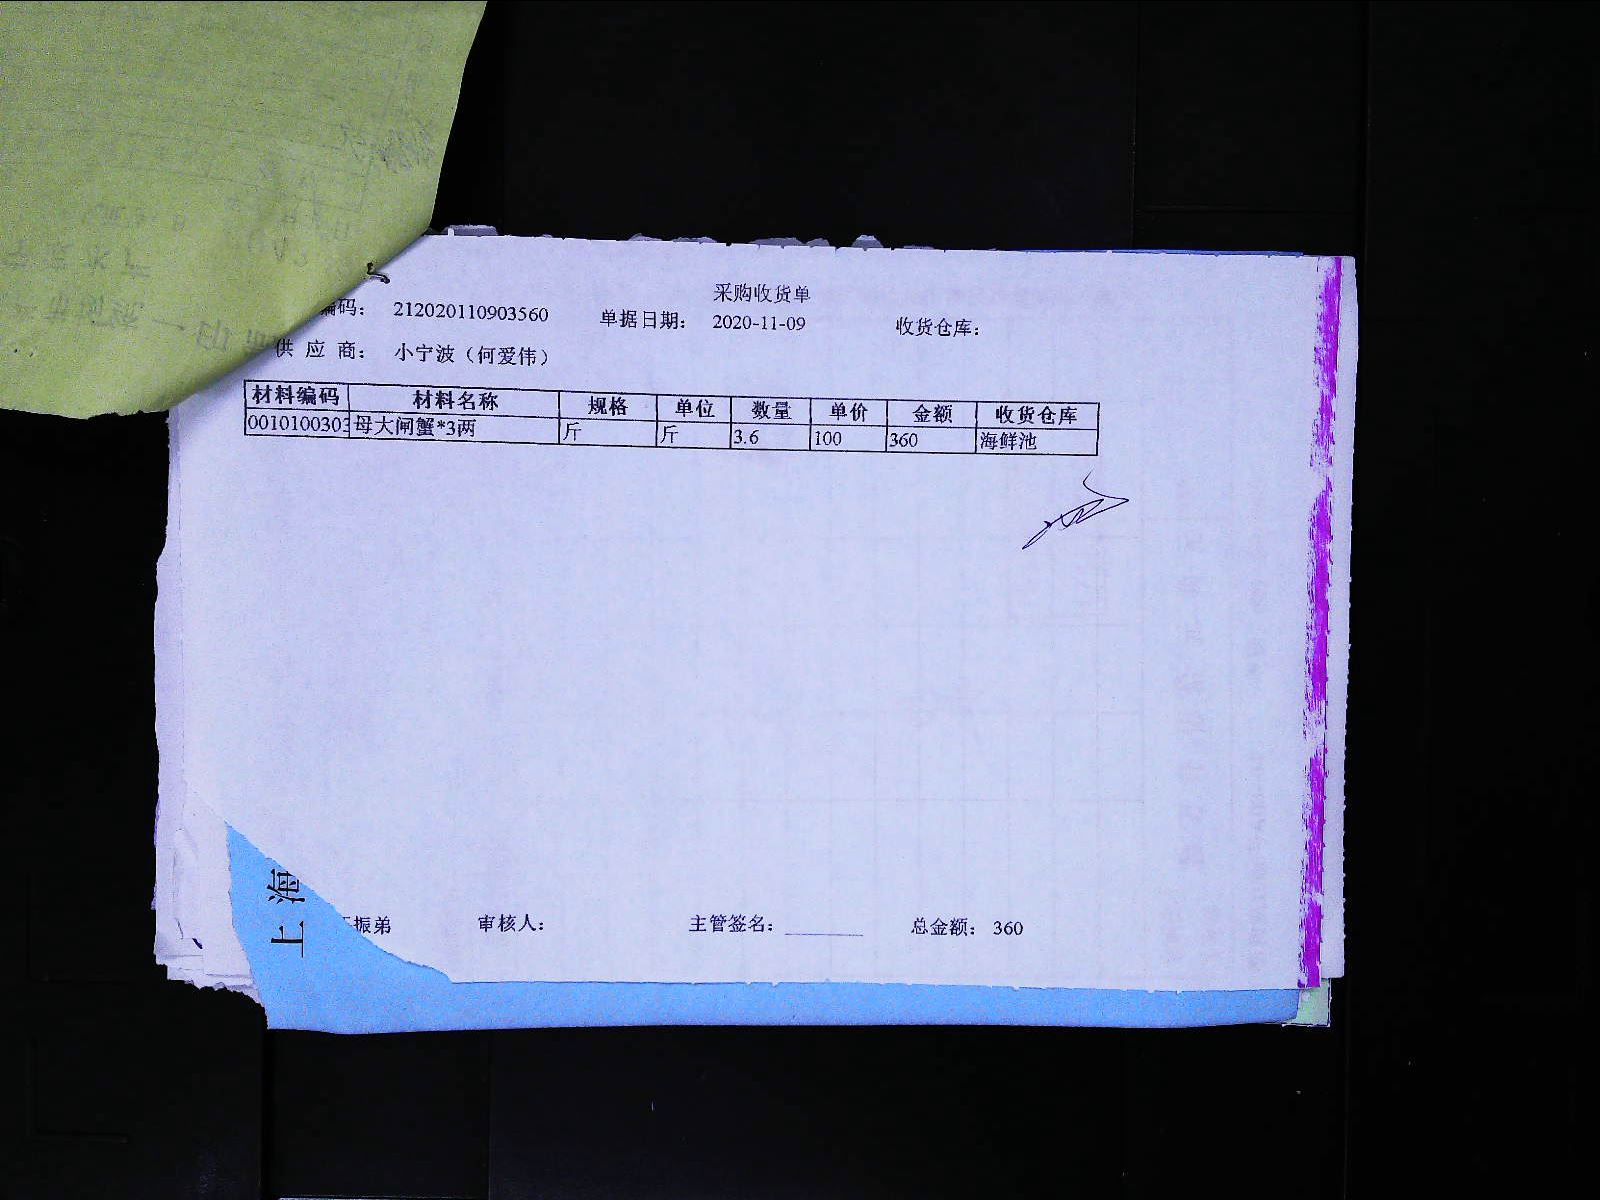 采购收货单
编码： 212020110903560 单据日期： 2020-11-09 收货仓库：
供 应 商： 小宁波（何爱伟）
材料编码 材料名称 规格 单位 数量 单价 金额 收货仓库
0010100303 母大闸蟹*3两 斤 斤 3.6 100 360 海鲜池
振弟 审核人： 主管签名： 总金额： 360
上海